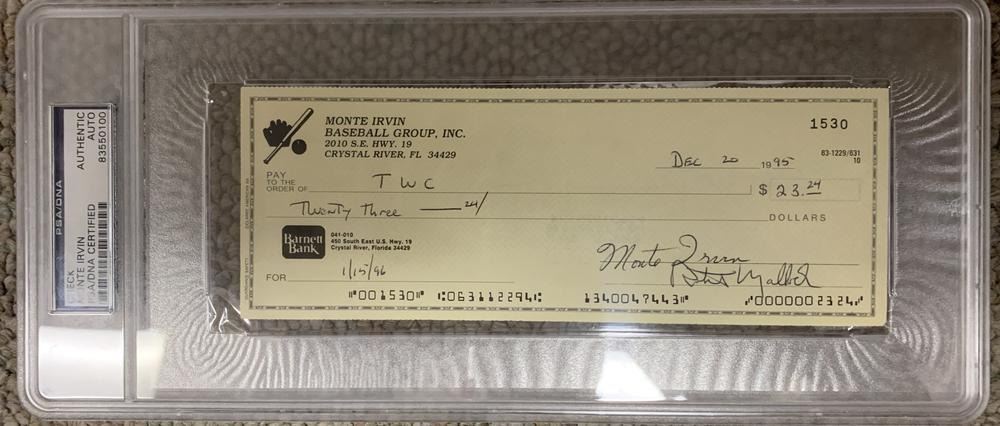 PSA/DNA
CHECK
MONTE IRVIN
PSA/DNA CERTIFIED
AUTHENTIC
AUTO
83550100
MONTE IRVIN
BASEBALL GROUP, INC.
2010 S.E. HWY. 19
CRYSTAL RIVER, FL 34429
1530
63-1229/631
10
DEC 20 1995
PAY
TO THE
ORDER OF TWC $ 23.24
Twenty Three 24/ DOLLARS
Barnett
Bank
041-010
450 South East U.S. Hwy. 19
Crystal River, Florida 34429
Monte Irvin
FOR 1/15/96
⑈001530⑈ ⑆063112294⑆ 1340047443⑈ ⑇0000002324⑇